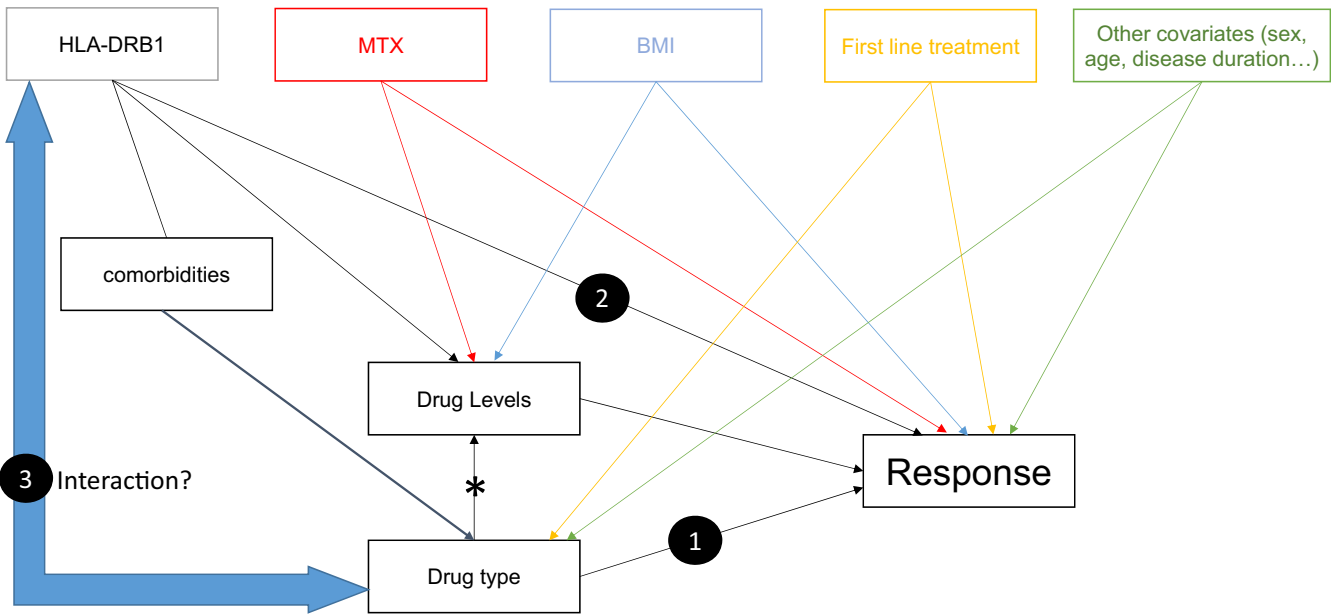 HLA-DRB1
MTX
BMI
First line treatment
Other covariates (sex,
age, disease duration…)
comorbidities
2
Drug Levels
Response
3
Interaction?
*
1
Drug type